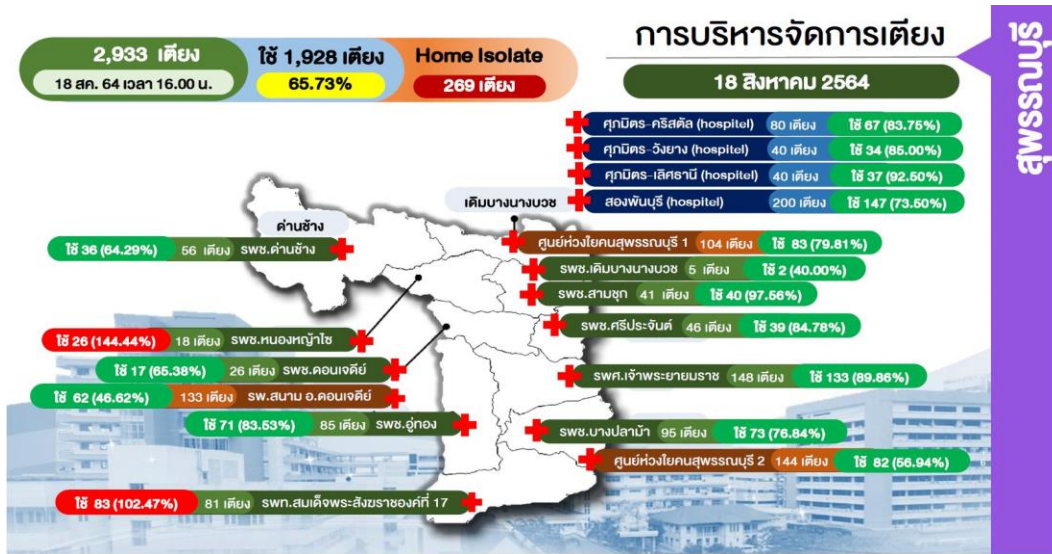 การบริหารจัดการเตียง
18 สิงหาคม 2564
สุพรรณบุรี
2,933 เตียง
18 สค. 64 เวลา 16.00 น.
ใช้ 1,928 เตียง
65.73%
Home Isolate
269 เตียง
ศุภมิตร-คริสตัล (hospitel) 80 เตียง ใช้ 67 (83.75%)
ศุภมิตร-วังยาง (hospitel) 40 เตียง ใช้ 34 (85.00%)
ศุภมิตร-เลิศธานี (hospitel) 40 เตียง ใช้ 37 (92.50%)
สองพันบุรี (hospitel) 200 เตียง ใช้ 147 (73.50%)
เดิมบางนางบวช
ด่านช้าง
ศูนย์ห่วงใยคนสุพรรณบุรี 1 104 เตียง ใช้ 83 (79.81%)
ใช้ 36 (64.29%) 56 เตียง รพช.ด่านช้าง
รพช.เดิมบางนางบวช 5 เตียง ใช้ 2 (40.00%)
รพช.สามชุก 41 เตียง ใช้ 40 (97.56%)
รพช.ศรีประจันต์ 46 เตียง ใช้ 39 (84.78%)
ใช้ 26 (144.44%) 18 เตียง รพช.หนองหญ้าไซ
ใช้ 17 (65.38%) 26 เตียง รพช.ดอนเจดีย์
รพศ.เจ้าพระยายมราช 148 เตียง ใช้ 133 (89.86%)
ใช้ 62 (46.62%) 133 เตียง รพ.สนาม อ.ดอนเจดีย์
ใช้ 71 (83.53%) 85 เตียง รพช.อู่ทอง
รพช.บางปลาม้า 95 เตียง ใช้ 73 (76.84%)
ศูนย์ห่วงใยคนสุพรรณบุรี 2 144 เตียง ใช้ 82 (56.94%)
ใช้ 83 (102.47%) 81 เตียง รพท.สมเด็จพระสังฆราชองค์ที่ 17